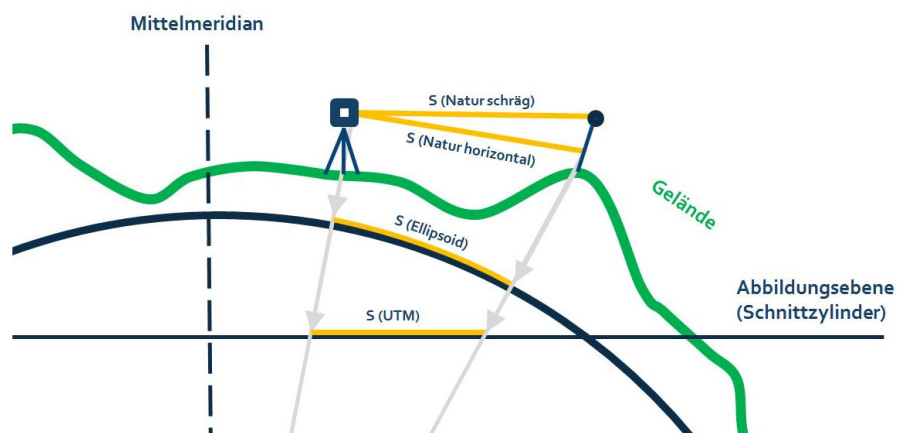 Mittelmeridian
S (Natur schräg)
S (Natur horizontal)
Gelände
S (Ellipsoid)
Abbildungsebene
(Schnittzylinder)
S (UTM)